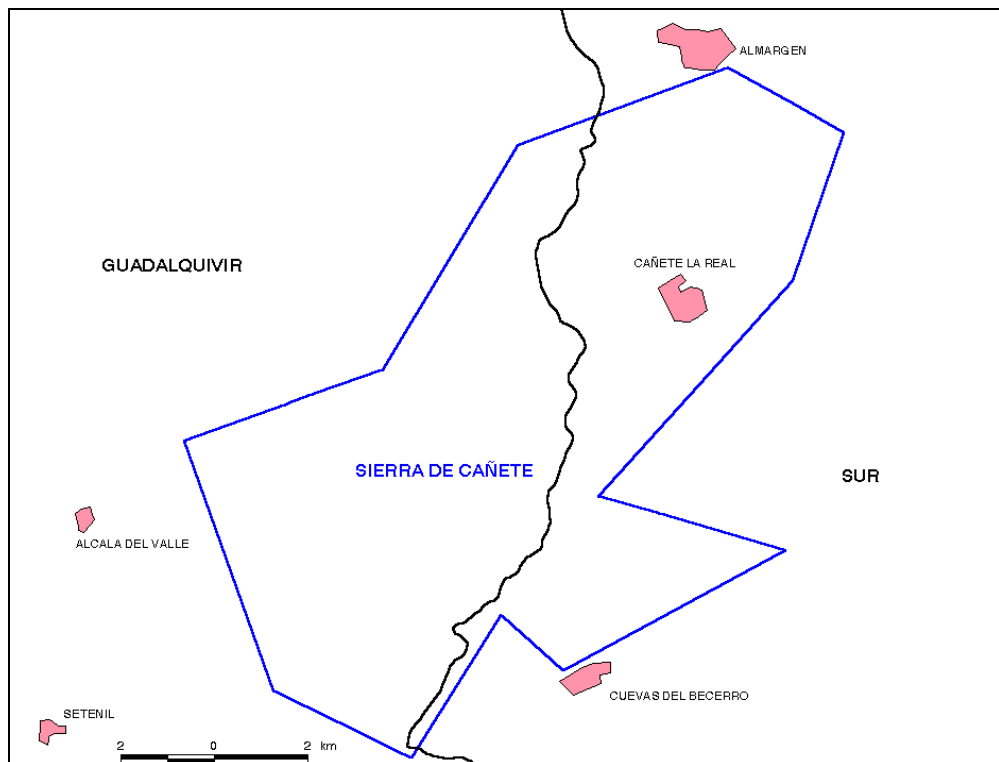 ALMARGEN
GUADALQUIVIR
CAÑETE LA REAL
SIERRA DE CAÑETE
SUR
ALCALA DEL VALLE
CUEVAS DEL BECERRO
SETENIL
2 0 2 km